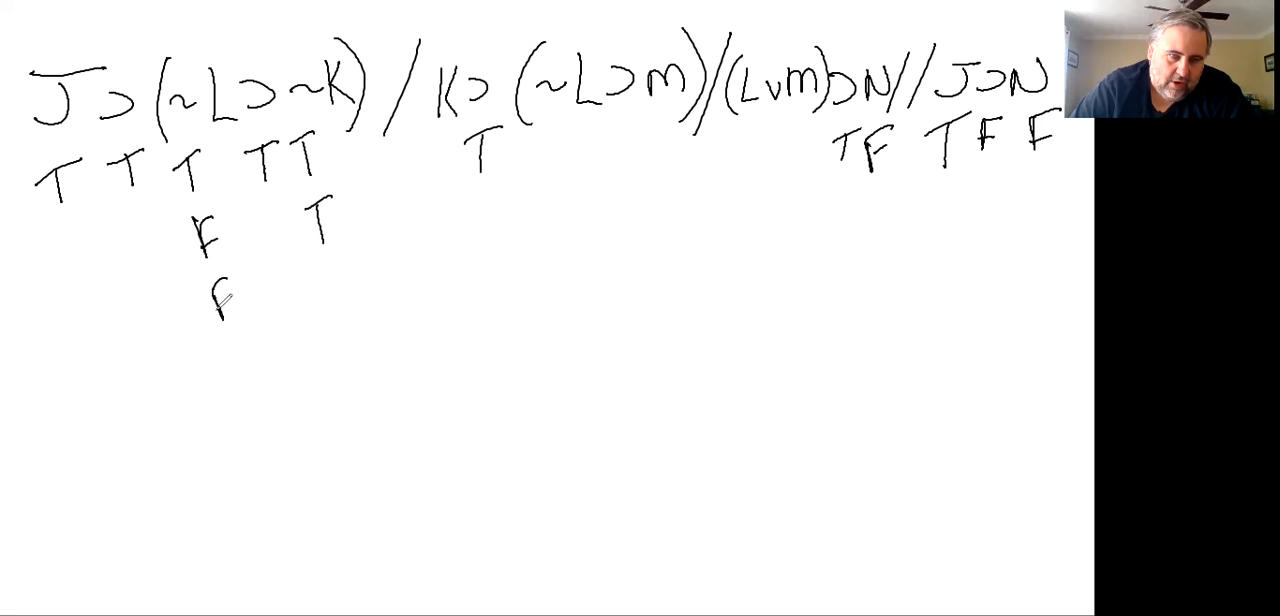 J ⊃ (~L ⊃ ~K) / K ⊃ (~L ⊃ M) / (L v M) ⊃ N // J ⊃ N
T T T T T T T F T F F
F T
F